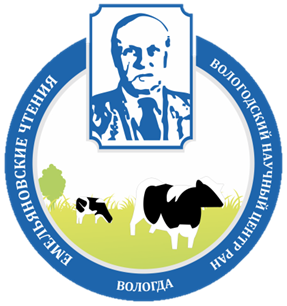 ЕМЕЛЬЯНОВСКИЕ ЧТЕНИЯ
ВОЛОГОДСКИЙ НАУЧНЫЙ ЦЕНТР РАН
ВОЛОГДА